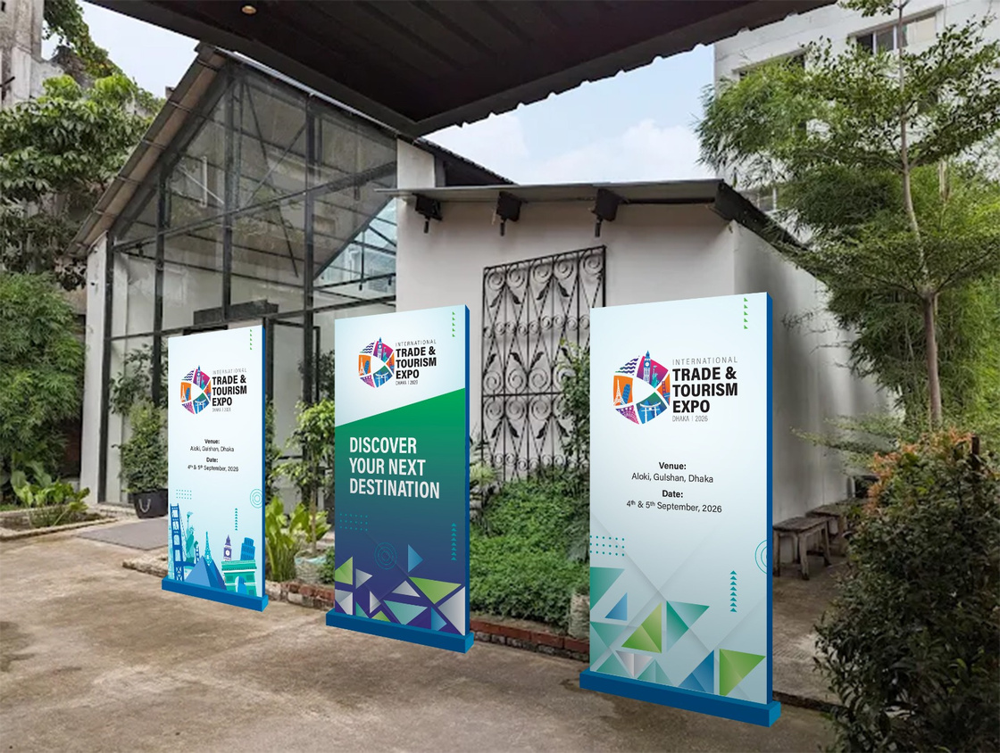 INTERNATIONAL
TRADE &
TOURISM
EXPO
DHAKA | 2026
Venue:
Aloki, Gulshan, Dhaka
Date:
4th & 5th September, 2026
INTERNATIONAL
TRADE &
TOURISM
EXPO
DHAKA | 2026
DISCOVER
YOUR NEXT
DESTINATION
INTERNATIONAL
TRADE &
TOURISM
EXPO
DHAKA | 2026
Venue:
Aloki, Gulshan, Dhaka
Date:
4th & 5th September, 2026